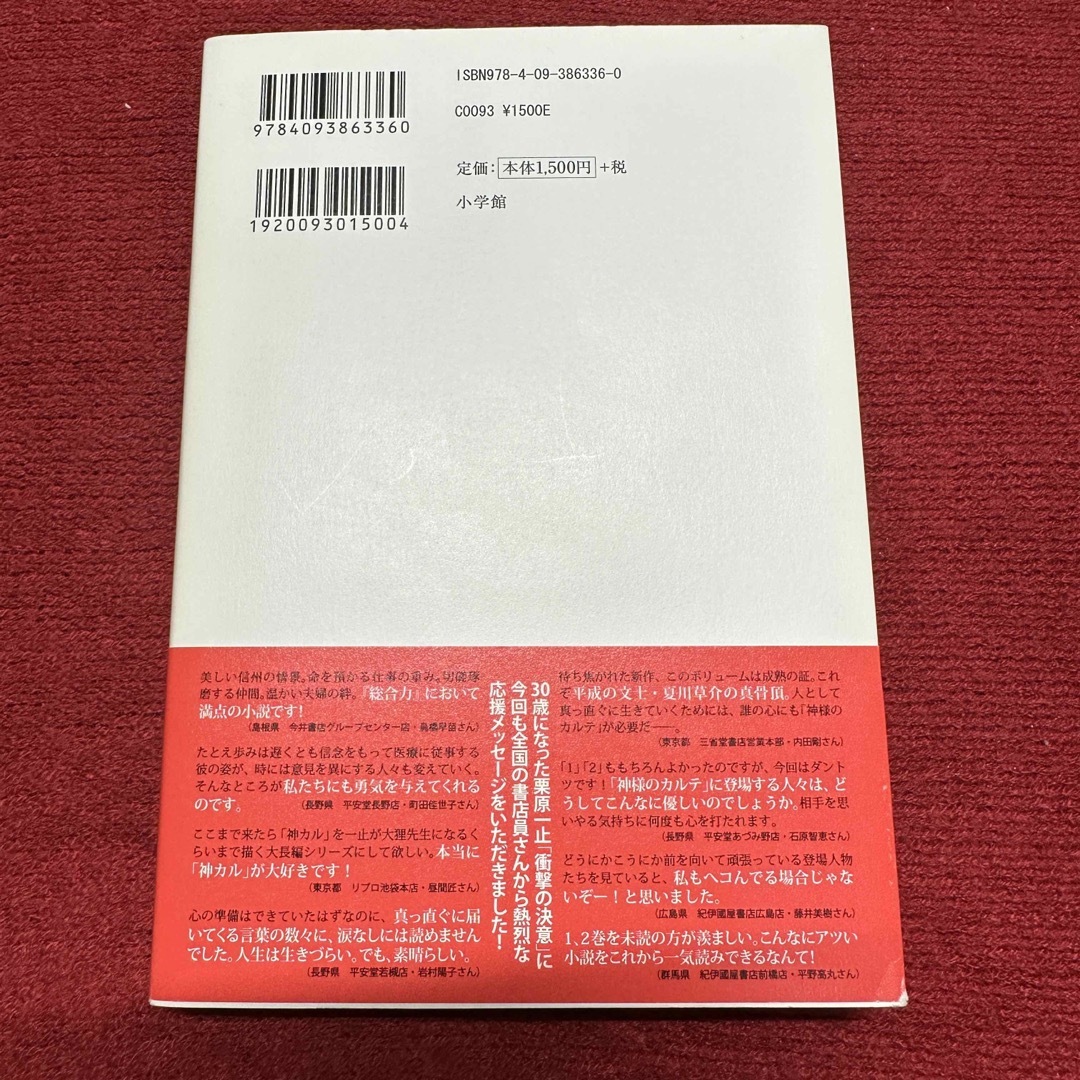 ISBN978-4-09-386336-0
9784093863360
C0093 ¥1500E
定価: 本体1,500円 +税
1920093015004
小学館
30歳になった栗原一止「衝撃の決意」に
今回も全国の書店員さんから熱烈な
応援メッセージをいただきました!
持ち焦がれた新作、このボリュームは成熟の証。これ
ぞ平成の文士・夏川草介の真骨頂。人として
真っ直ぐに生きていくためには、誰の心にも「神様の
カルテ」が必要だ――。
(東京都 三省堂書店営業本部・内田剛さん)
「1」「2」ももちろんよかったのですが、今回はダント
ツです!「神様のカルテ」に登場する人々は、ど
うしてこんなに優しいのでしょうか。相手を思
いやる気持ちに何度も心を打たれます。
(長野県 平安堂あづみ野店・石原智恵さん)
どうにかこうにか前を向いて頑張っている登場人物
たちを見ていると、私もヘコんでる場合じゃな
いぞー!と思いました。
(広島県 紀伊國屋書店広島店・藤井美樹さん)
1、2巻を未読の方が羨ましい。こんなにアツい
小説をこれから一気読みできるなんて!
(群馬県 紀伊國屋書店前橋店・平野高丸さん)
美しい信州の情景。命を預かる仕事の重み。切磋琢
磨する仲間。温かい夫婦の絆。『総合力』において
満点の小説です!
(島根県 今井書店グループセンター店・鳥橋早苗さん)
たとえ歩みは遅くとも信念をもって医療に従事する
彼の姿が、時には意見を異にする人々も変えていく。
そんなところが私たちにも勇気を与えてくれる
のです。
(長野県 平安堂長野店・町田佳世子さん)
ここまで来たら「神カル」を一止が大狸先生になるく
らいまで描く大長編シリーズにして欲しい。本当に
「神カル」が大好きです!
(東京都 リブロ池袋本店・昼間匠さん)
心の準備はできていたはずなのに、真っ直ぐに届い
てくる言葉の数々に、涙なしには読めませんで
した。人生は生きづらい。でも、素晴らしい。
(長野県 平安堂若槻店・岩村陽子さん)